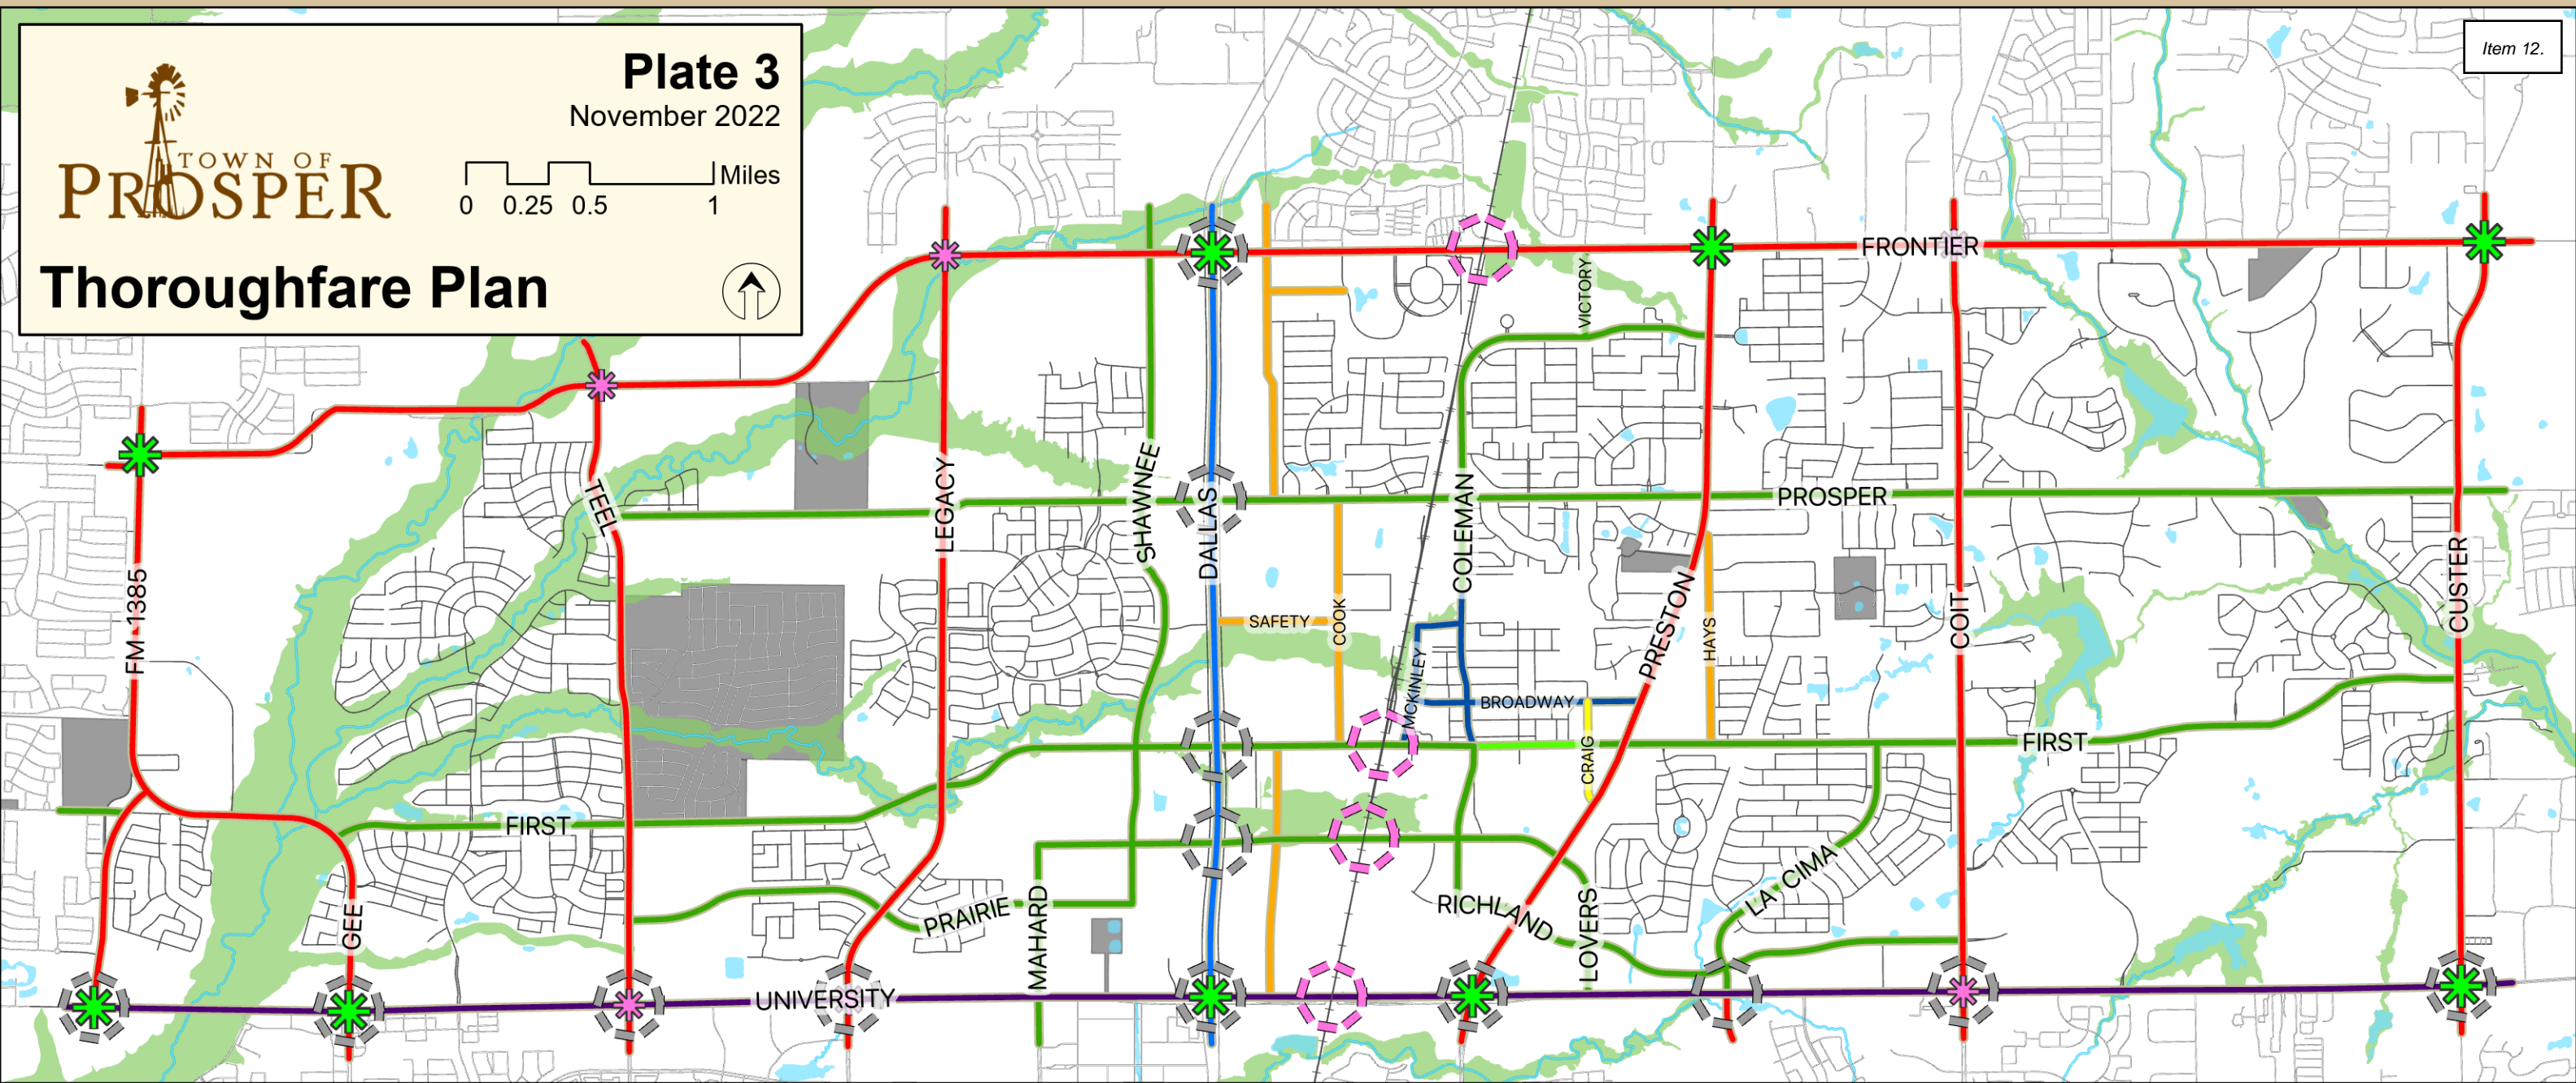 Plate 3
November 2022
TOWN OF
PROSPER
Miles
0 0.25 0.5 1
Thoroughfare Plan
Item 12.
FRONTIER
VICTORY
TEEL
LEGACY
SHAWNEE
DALLAS
COLEMAN
PROSPER
FM 1385
SAFETY
COOK
MCKINLEY
BROADWAY
PRESTON
HAYS
COIT
CUSTER
CRAIG
FIRST
FIRST
GEE
PRAIRIE
MAHARD
RICHLAND
LOVERS
LA CIMA
UNIVERSITY